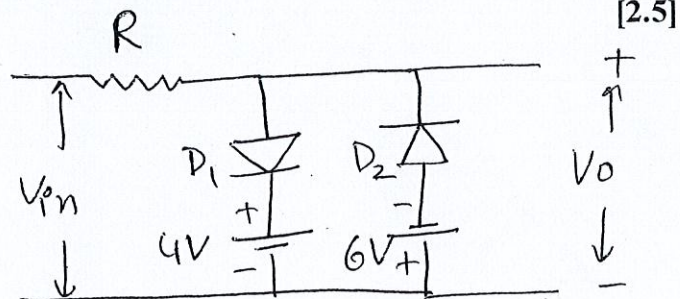 [2.5]
R
+
D₁
D₂
Vin
Vo
+
-
4V
6V
-
+
-